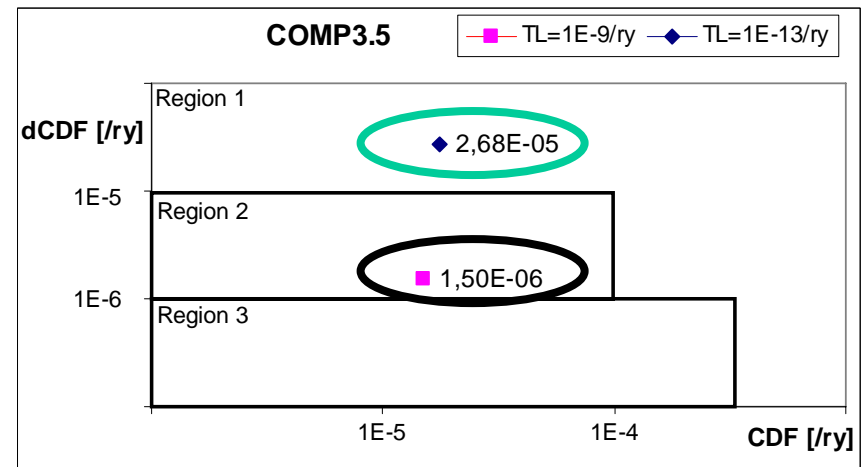 COMP3.5
TL=1E-9/ry TL=1E-13/ry
Region 1
dCDF [/ry]
2,68E-05
1E-5
Region 2
1,50E-06
1E-6
Region 3
1E-5 1E-4
CDF [/ry]